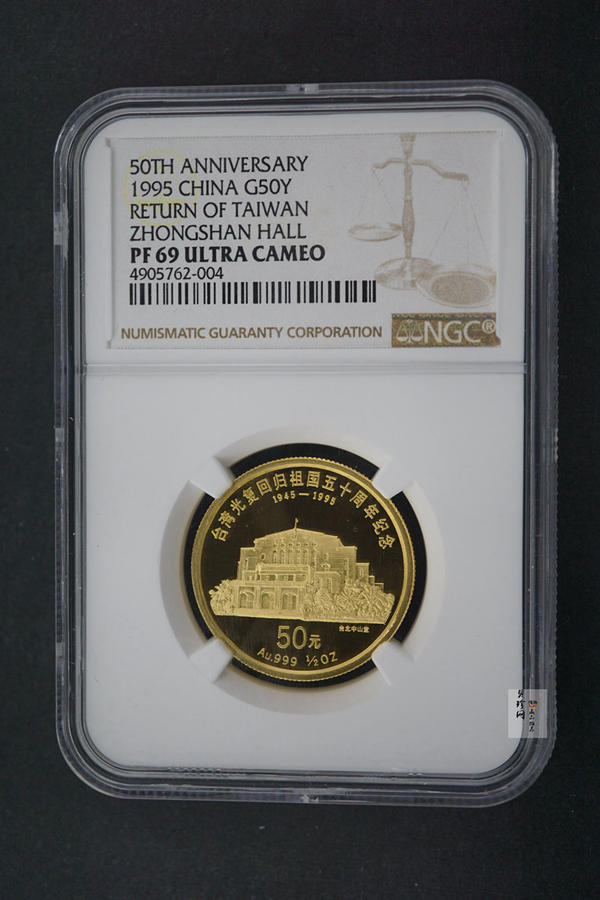 50TH ANNIVERSARY
1995 CHINA G50Y
RETURN OF TAIWAN
ZHONGSHAN HALL
PF 69 ULTRA CAMEO
4905762-004
NUMISMATIC GUARANTY CORPORATION
NGC®
台湾光复回归祖国五十周年纪念
1945—1995
台北中山堂
50元
Au.999 ½OZ